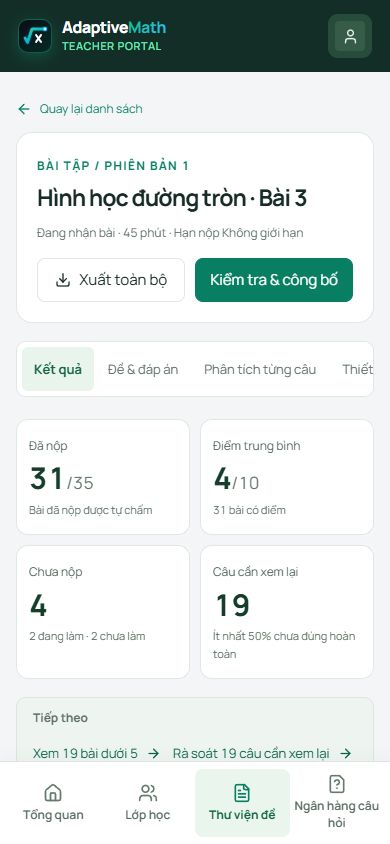 AdaptiveMath
TEACHER PORTAL
Quay lại danh sách
BÀI TẬP / PHIÊN BẢN 1
Hình học đường tròn · Bài 3
Đang nhận bài · 45 phút · Hạn nộp Không giới hạn
Xuất toàn bộ
Kiểm tra & công bố
Kết quả
Đề & đáp án
Phân tích từng câu
Thiết
Đã nộp
31/35
Bài đã nộp được tự chấm
Điểm trung bình
4/10
31 bài có điểm
Chưa nộp
4
2 đang làm · 2 chưa làm
Câu cần xem lại
19
Ít nhất 50% chưa đúng hoàn
toàn
Tiếp theo
Xem 19 bài dưới 5 →
Rà soát 19 câu cần xem lại →
Tổng quan
Lớp học
Thư viện đề
Ngân hàng câu
hỏi